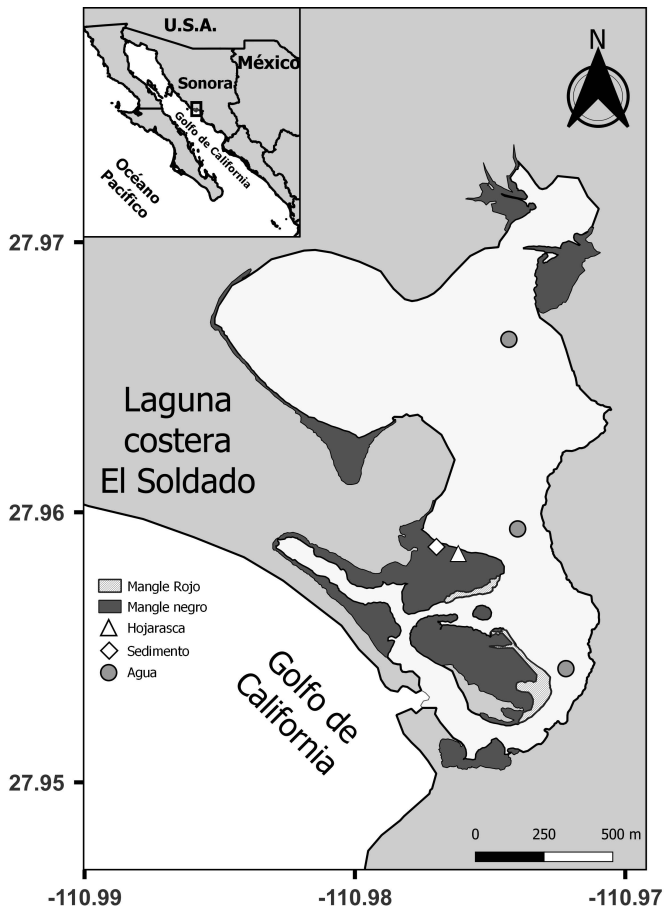 U.S.A.
México
Sonora
Golfo de California
Océano
Pacífico
N
27.97
Laguna
costera
El Soldado
27.96
Mangle Rojo
Mangle negro
Hojarasca
Sedimento
Agua
Golfo de
California
27.95
0 250 500 m
-110.99 -110.98 -110.97